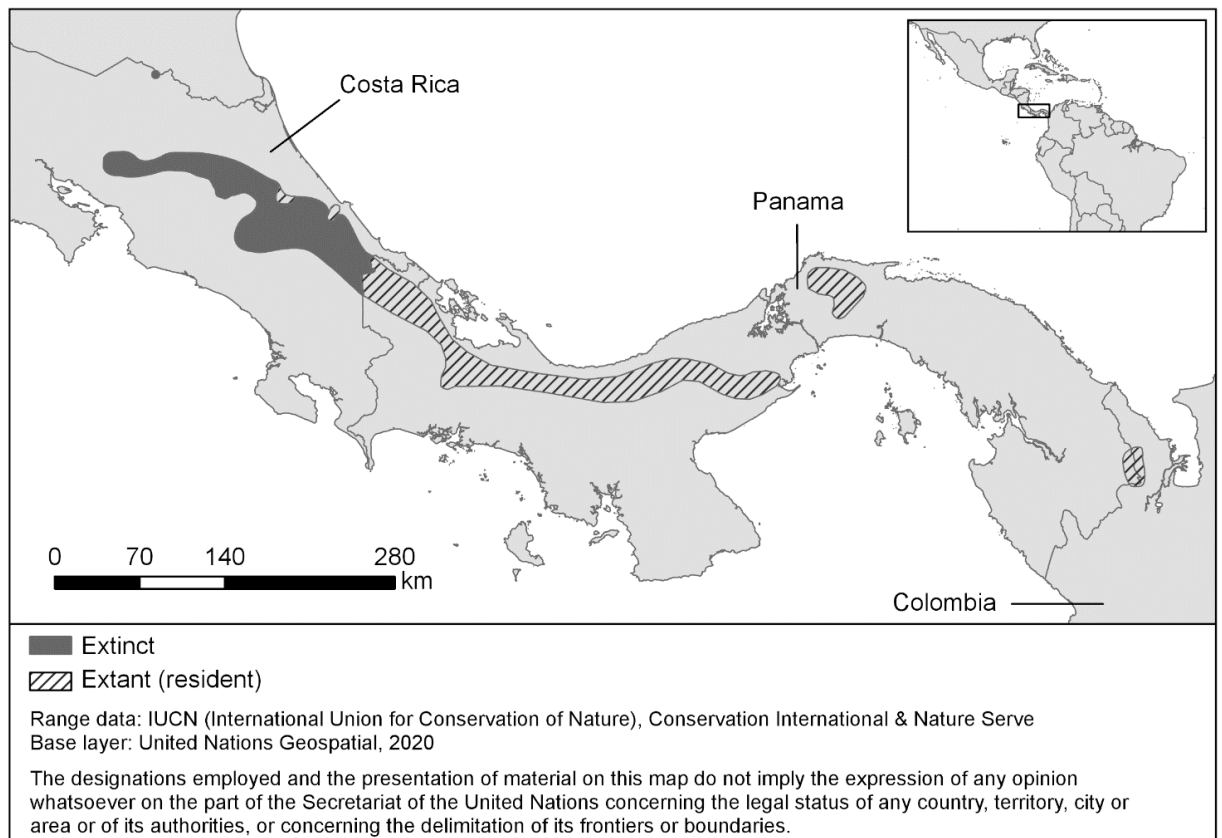 Costa Rica
Panama
0 70 140 280
km
Colombia
Extinct
Extant (resident)
Range data: IUCN (International Union for Conservation of Nature), Conservation International & Nature Serve
Base layer: United Nations Geospatial, 2020
The designations employed and the presentation of material on this map do not imply the expression of any opinion
whatsoever on the part of the Secretariat of the United Nations concerning the legal status of any country, territory, city or
area or of its authorities, or concerning the delimitation of its frontiers or boundaries.